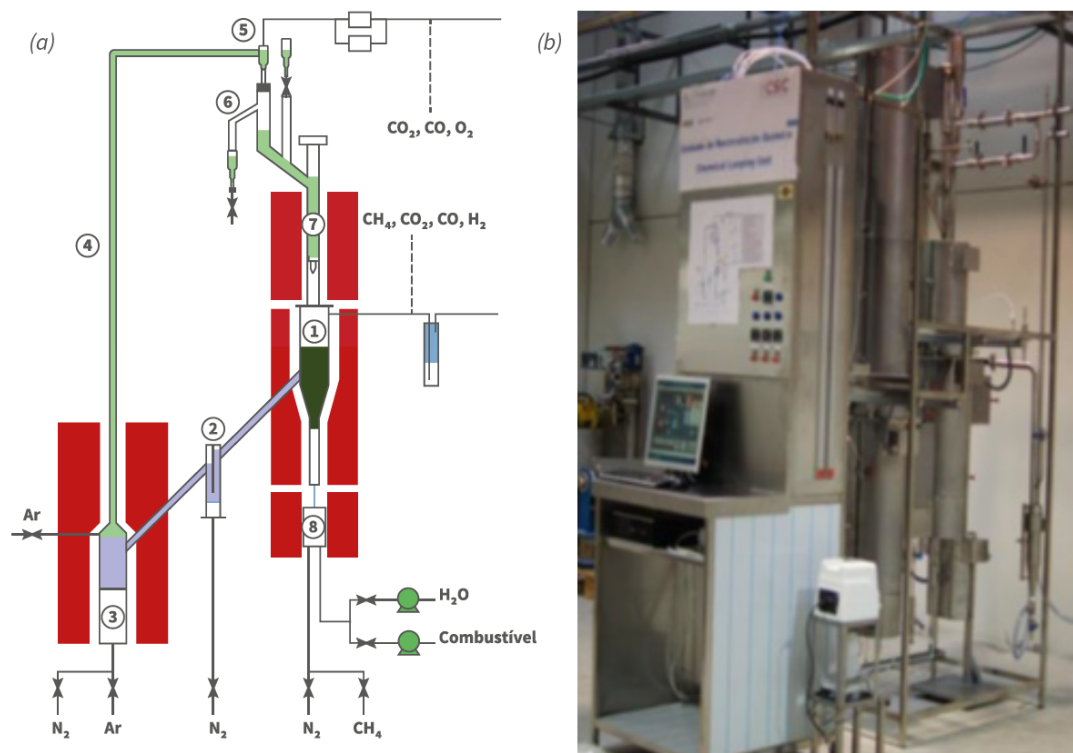 (a)
5
6
CO₂, CO, O₂
4
7
CH₄, CO₂, CO, H₂
1
2
Ar
8
3
H₂O
Combustível
N₂
Ar
N₂
N₂
CH₄
(b)
CSIC
Chemical Looping Unit